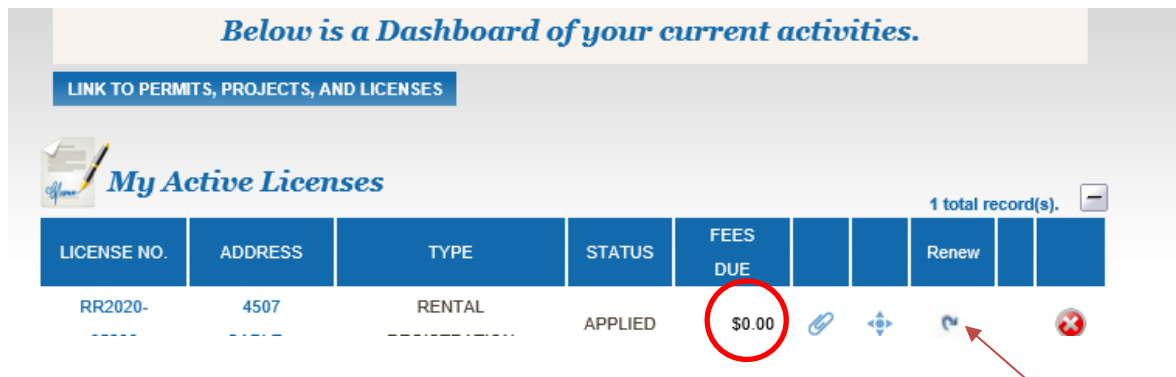 Below is a Dashboard of your current activities.
LINK TO PERMITS, PROJECTS, AND LICENSES
My Active Licenses
1 total record(s).
LICENSE NO. ADDRESS TYPE STATUS FEES DUE Renew
RR2020- 4507 RENTAL APPLIED $0.00
REGISTRATION